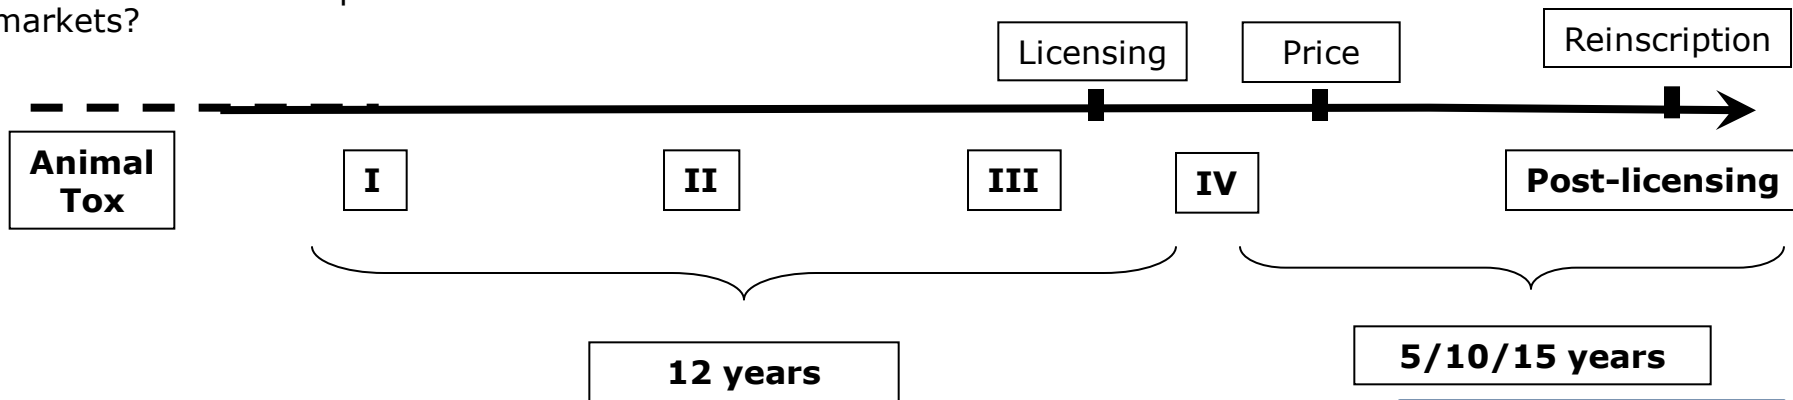 markets?
Licensing
Price
Reinscription
Animal
Tox
I
II
III
IV
Post-licensing
12 years
5/10/15 years